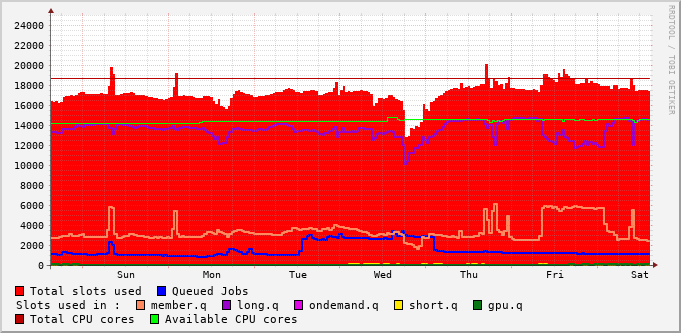 RRDTOOL / TOBI OETIKER
24000
22000
20000
18000
16000
14000
12000
10000
8000
6000
4000
2000
0
Sun Mon Tue Wed Thu Fri Sat
Total slots used Queued Jobs
Slots used in : member.q long.q ondemand.q short.q gpu.q
Total CPU cores Available CPU cores